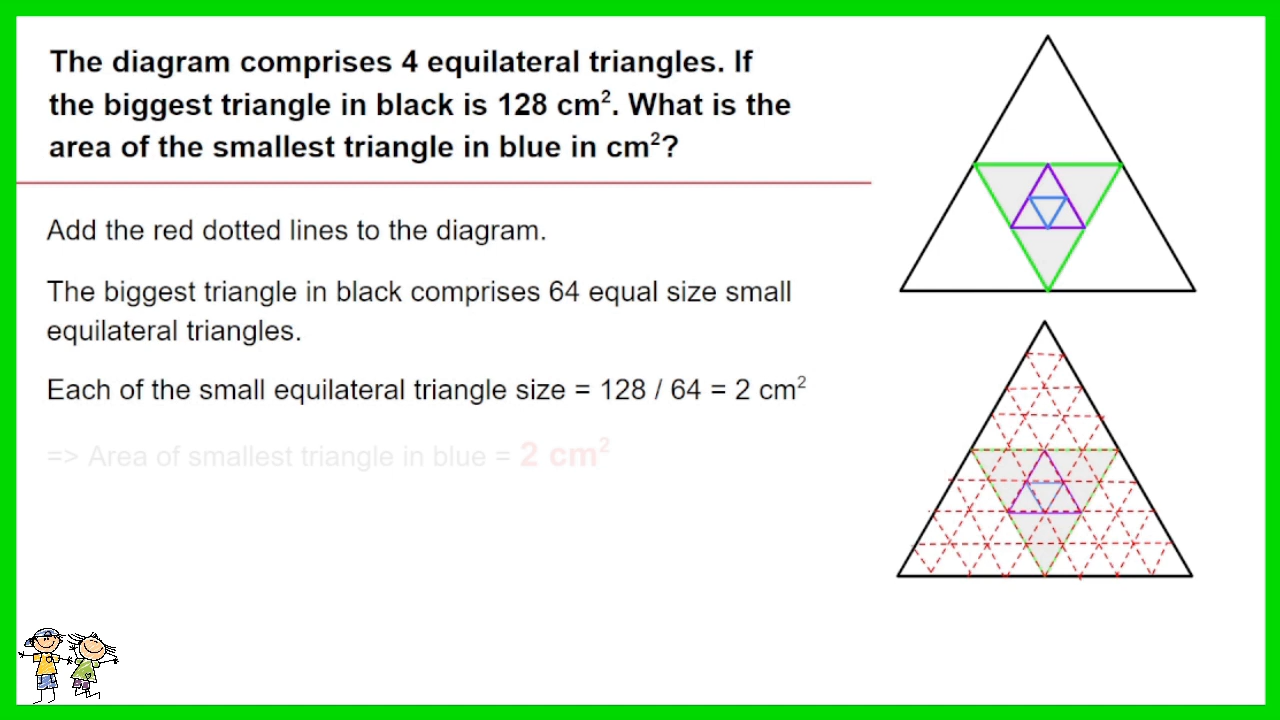 The diagram comprises 4 equilateral triangles. If
the biggest triangle in black is 128 cm². What is the
area of the smallest triangle in blue in cm²?
Add the red dotted lines to the diagram.
The biggest triangle in black comprises 64 equal size small
equilateral triangles.
Each of the small equilateral triangle size = 128 / 64 = 2 cm²
=> Area of smallest triangle in blue = 2 cm²